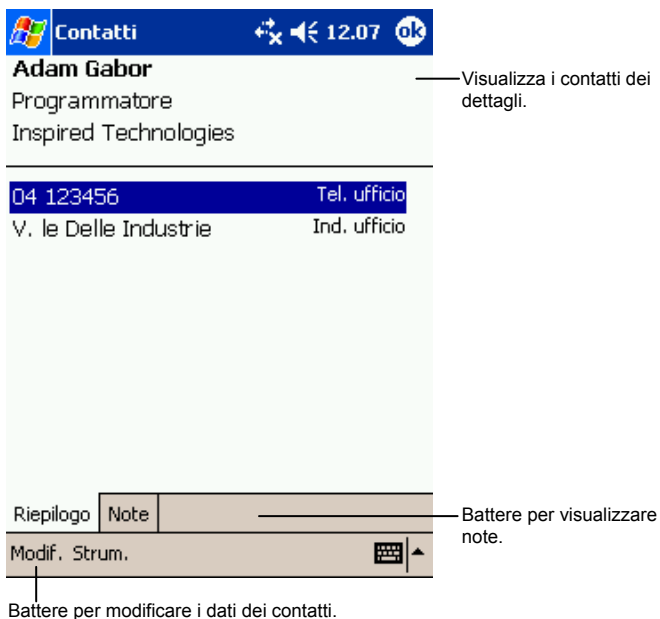 Contatti 12.07 ok
Adam Gabor
Programmatore
Inspired Technologies
Visualizza i contatti dei
dettagli.
04 123456 Tel. ufficio
V. le Delle Industrie Ind. ufficio
Riepilogo Note
Battere per visualizzare
note.
Modif. Strum.
Battere per modificare i dati dei contatti.